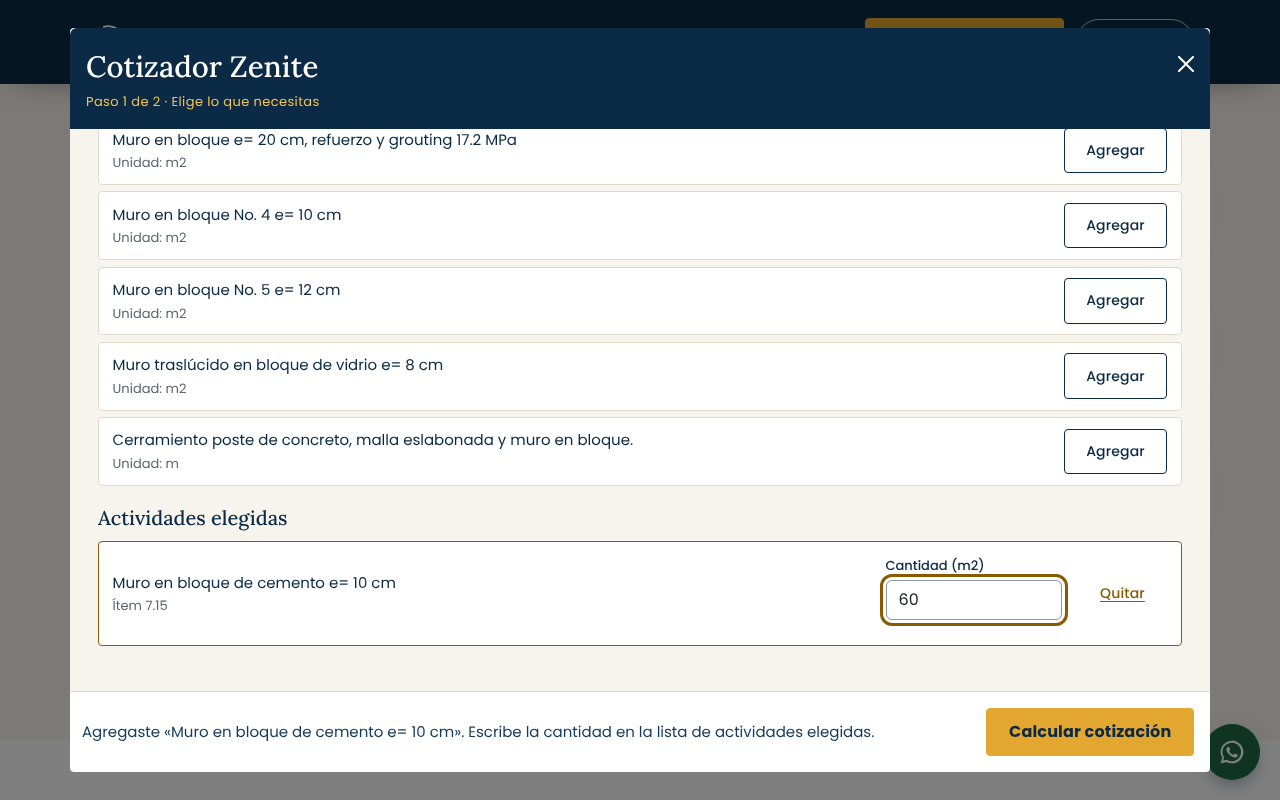 Cotizador Zenite
Paso 1 de 2 · Elige lo que necesitas
Muro en bloque e= 20 cm, refuerzo y grouting 17.2 MPa
Unidad: m2
Agregar
Muro en bloque No. 4 e= 10 cm
Unidad: m2
Agregar
Muro en bloque No. 5 e= 12 cm
Unidad: m2
Agregar
Muro traslúcido en bloque de vidrio e= 8 cm
Unidad: m2
Agregar
Cerramiento poste de concreto, malla eslabonada y muro en bloque.
Unidad: m
Agregar
Actividades elegidas
Muro en bloque de cemento e= 10 cm
Ítem 7.15
Cantidad (m2)
60
Quitar
Agregaste «Muro en bloque de cemento e= 10 cm». Escribe la cantidad en la lista de actividades elegidas.
Calcular cotización